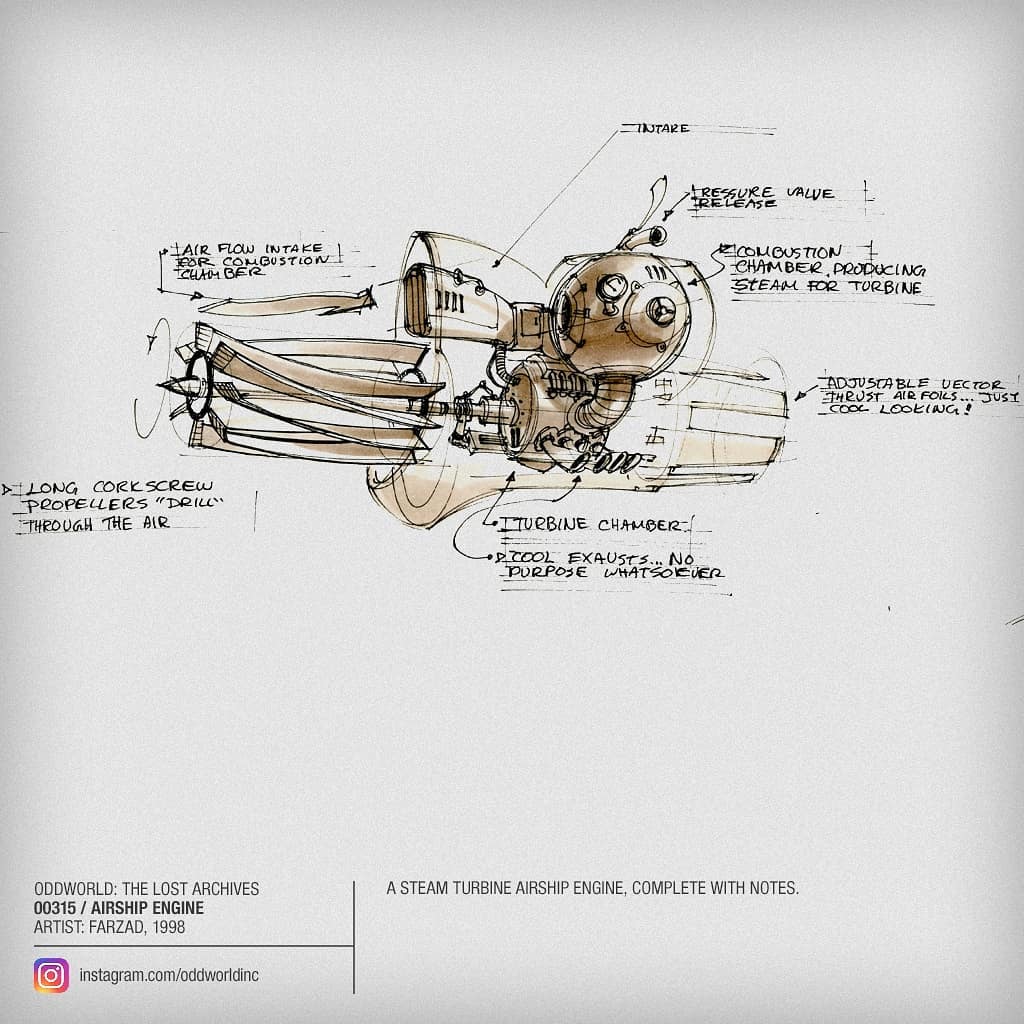 INTAKE
PRESSURE VALVE
RELEASE
AIR FLOW INTAKE
FOR COMBUSTION
CHAMBER
COMBUSTION
CHAMBER, PRODUCING
STEAM FOR TURBINE
ADJUSTABLE VECTOR
THRUST AIR FOILS... JUST
COOL LOOKING!
LONG CORKSCREW
PROPELLERS "DRILL"
THROUGH THE AIR
TURBINE CHAMBER
COOL EXAUSTS... NO
PURPOSE WHATSOEVER
ODDWORLD: THE LOST ARCHIVES
00315 / AIRSHIP ENGINE
ARTIST: FARZAD, 1998
instagram.com/oddworldinc
A STEAM TURBINE AIRSHIP ENGINE, COMPLETE WITH NOTES.